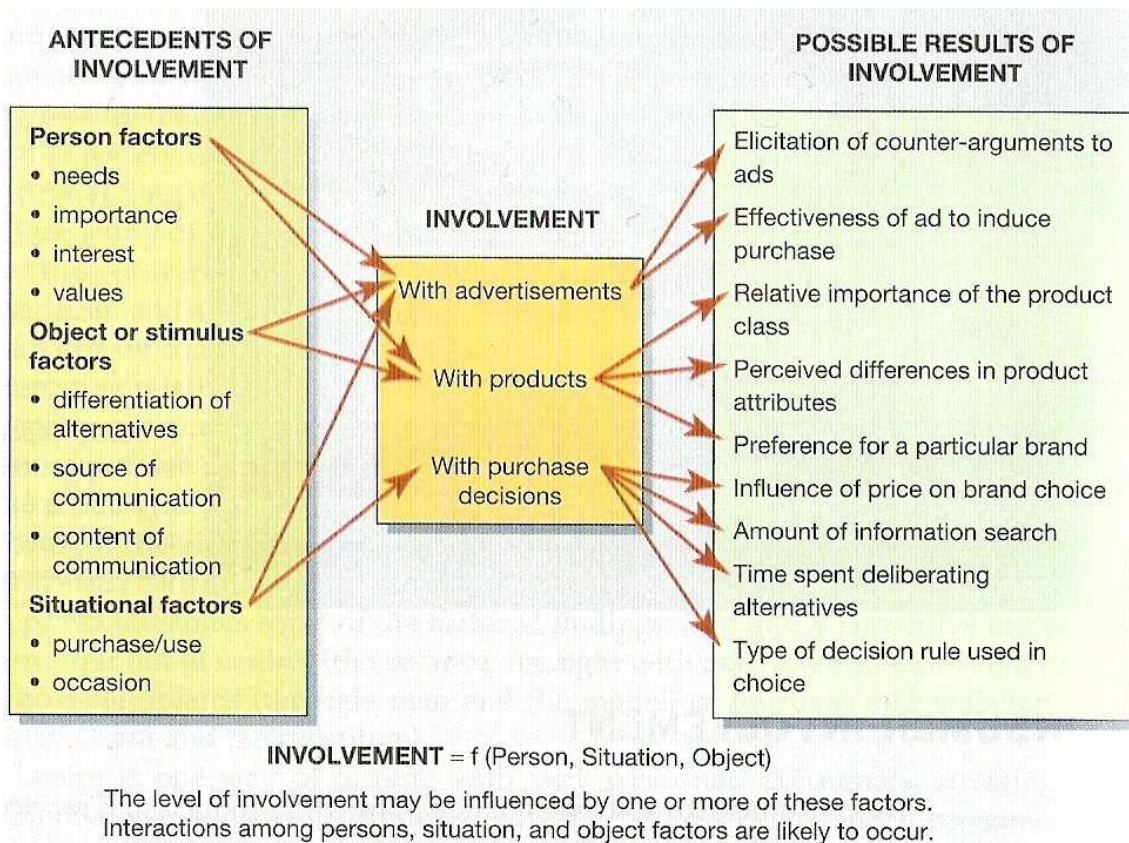 ANTECEDENTS OF
INVOLVEMENT
Person factors
• needs
• importance
• interest
• values
Object or stimulus
factors
• differentiation of
alternatives
• source of
communication
• content of
communication
Situational factors
• purchase/use
• occasion
INVOLVEMENT
With advertisements
With products
With purchase
decisions
POSSIBLE RESULTS OF
INVOLVEMENT
Elicitation of counter-arguments to
ads
Effectiveness of ad to induce
purchase
Relative importance of the product
class
Perceived differences in product
attributes
Preference for a particular brand
Influence of price on brand choice
Amount of information search
Time spent deliberating
alternatives
Type of decision rule used in
choice
INVOLVEMENT = f (Person, Situation, Object)
The level of involvement may be influenced by one or more of these factors.
Interactions among persons, situation, and object factors are likely to occur.